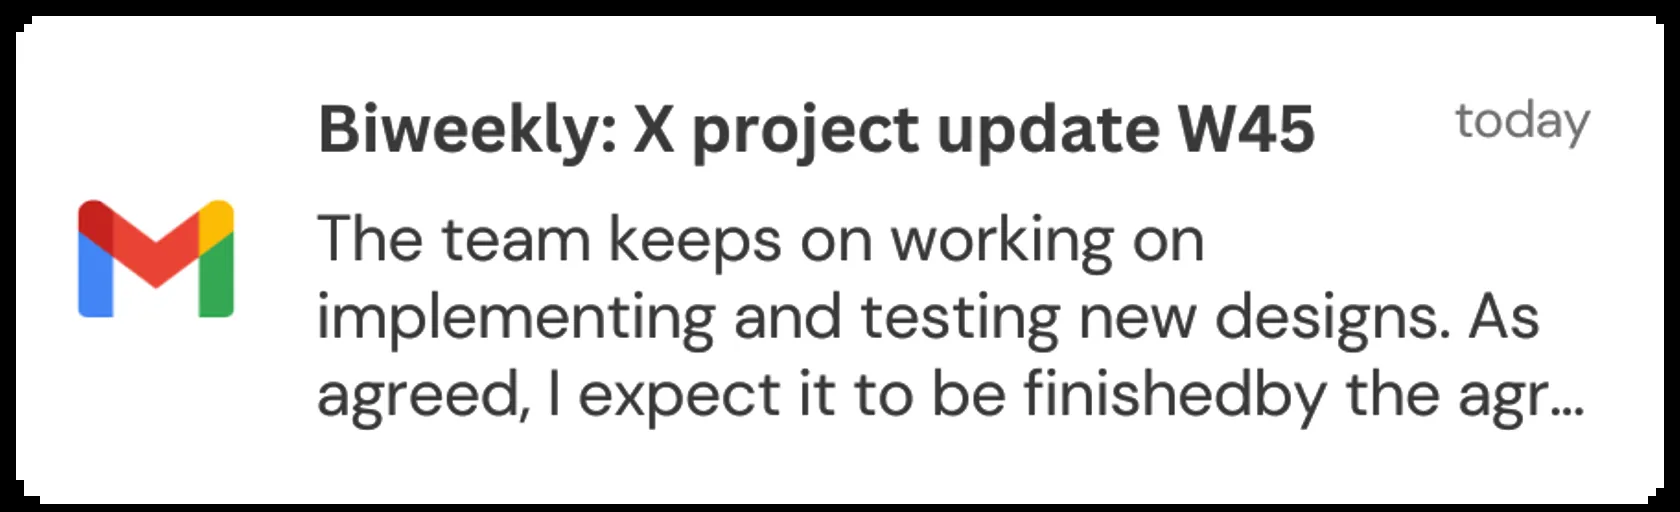 Biweekly: X project update W45
today
The team keeps on working on
implementing and testing new designs. As
agreed, I expect it to be finishedby the agr...